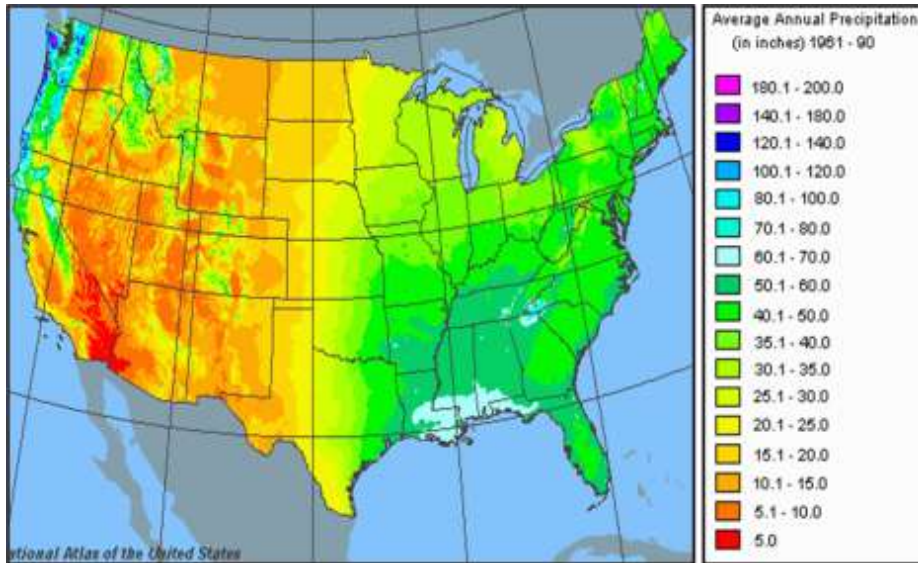 Average Annual Precipitation
(in inches) 1961 - 90
180.1 - 200.0
140.1 - 180.0
120.1 - 140.0
100.1 - 120.0
80.1 - 100.0
70.1 - 80.0
60.1 - 70.0
50.1 - 60.0
40.1 - 50.0
35.1 - 40.0
30.1 - 35.0
25.1 - 30.0
20.1 - 25.0
15.1 - 20.0
10.1 - 15.0
5.1 - 10.0
5.0
ational Atlas of the United States